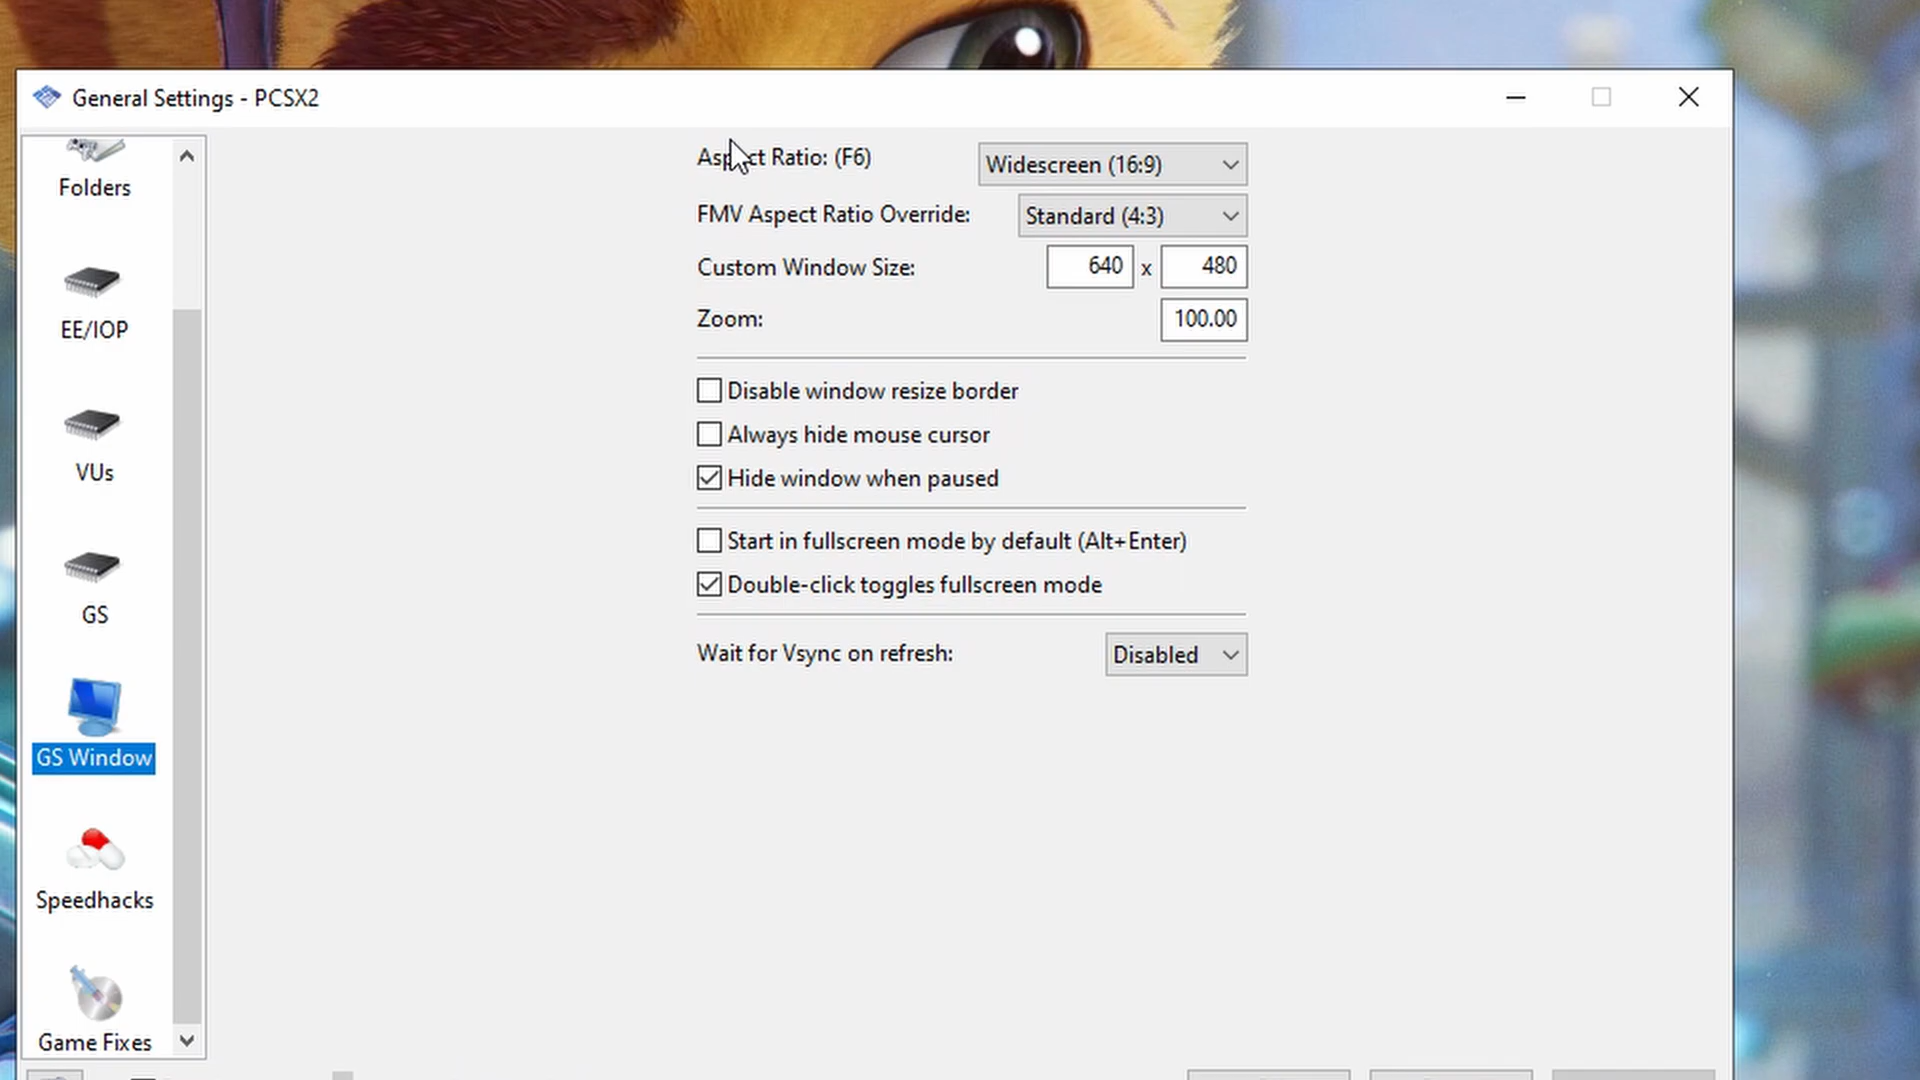 General Settings - PCSX2
Folders
EE/IOP
VUs
GS
GS Window
Speedhacks
Game Fixes
Aspect Ratio: (F6)
Widescreen (16:9)
FMV Aspect Ratio Override:
Standard (4:3)
Custom Window Size:
640 x 480
Zoom:
100.00
Disable window resize border
Always hide mouse cursor
Hide window when paused
Start in fullscreen mode by default (Alt+Enter)
Double-click toggles fullscreen mode
Wait for Vsync on refresh:
Disabled